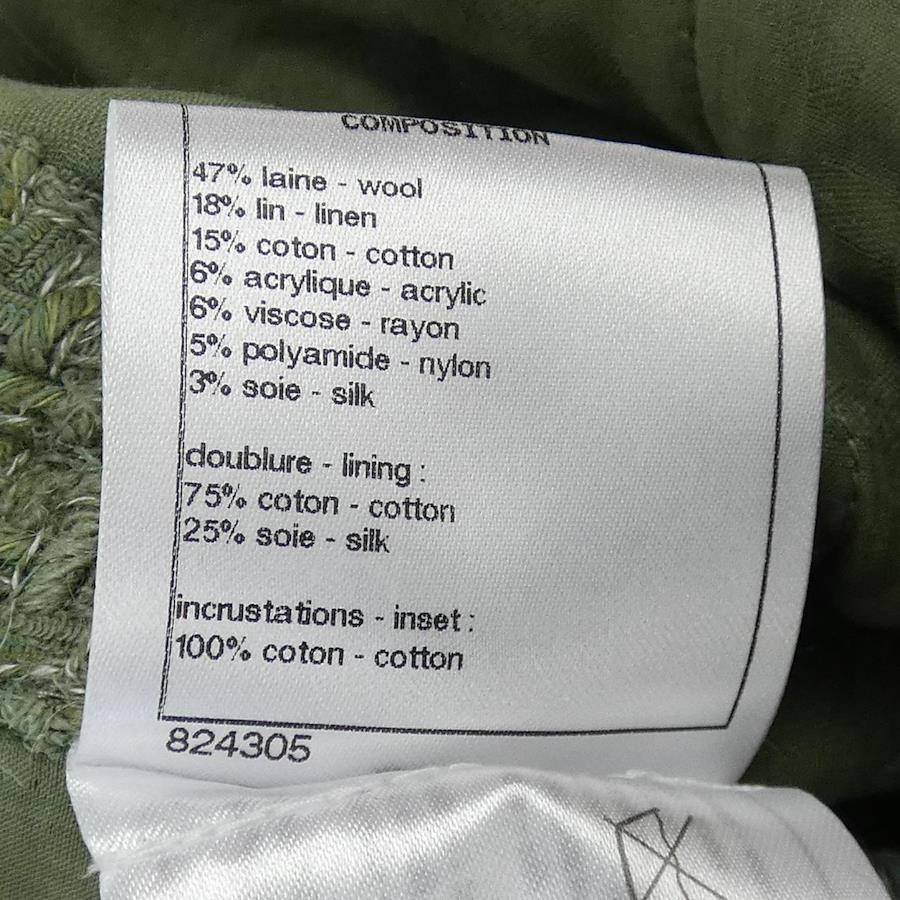 COMPOSITION
47% laine - wool
18% lin - linen
15% coton - cotton
6% acrylique - acrylic
6% viscose - rayon
5% polyamide - nylon
3% soie - silk
doublure - lining :
75% coton - cotton
25% soie - silk
incrustations - inset :
100% coton - cotton
824305